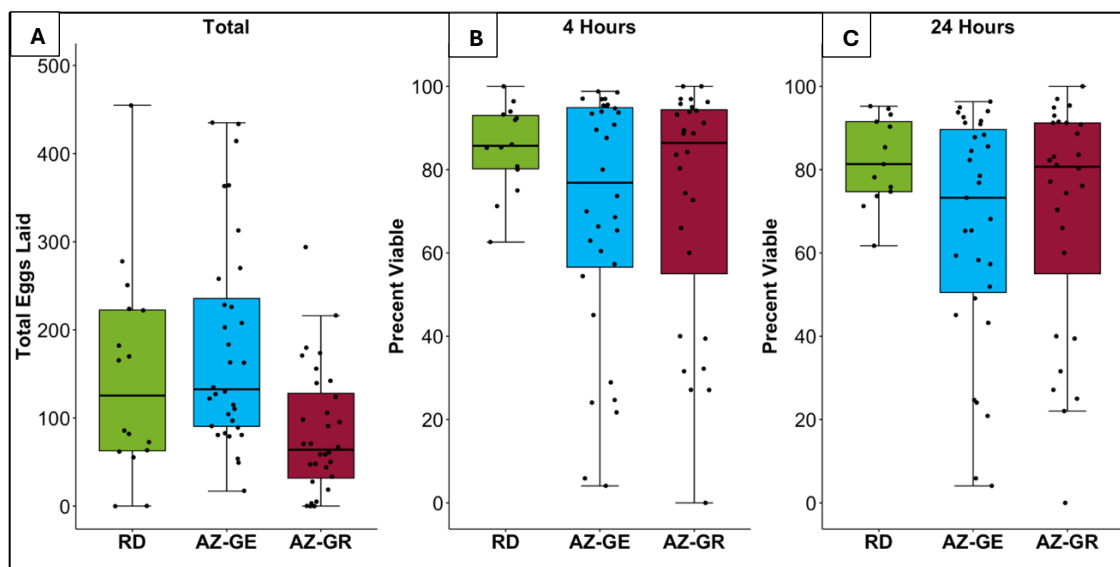 A
Total
B
4 Hours
C
24 Hours
Total Eggs Laid
500
400
300
200
100
0
RD
AZ-GE
AZ-GR
Precent Viable
100
80
60
40
20
0
RD
AZ-GE
AZ-GR
Precent Viable
100
80
60
40
20
0
RD
AZ-GE
AZ-GR